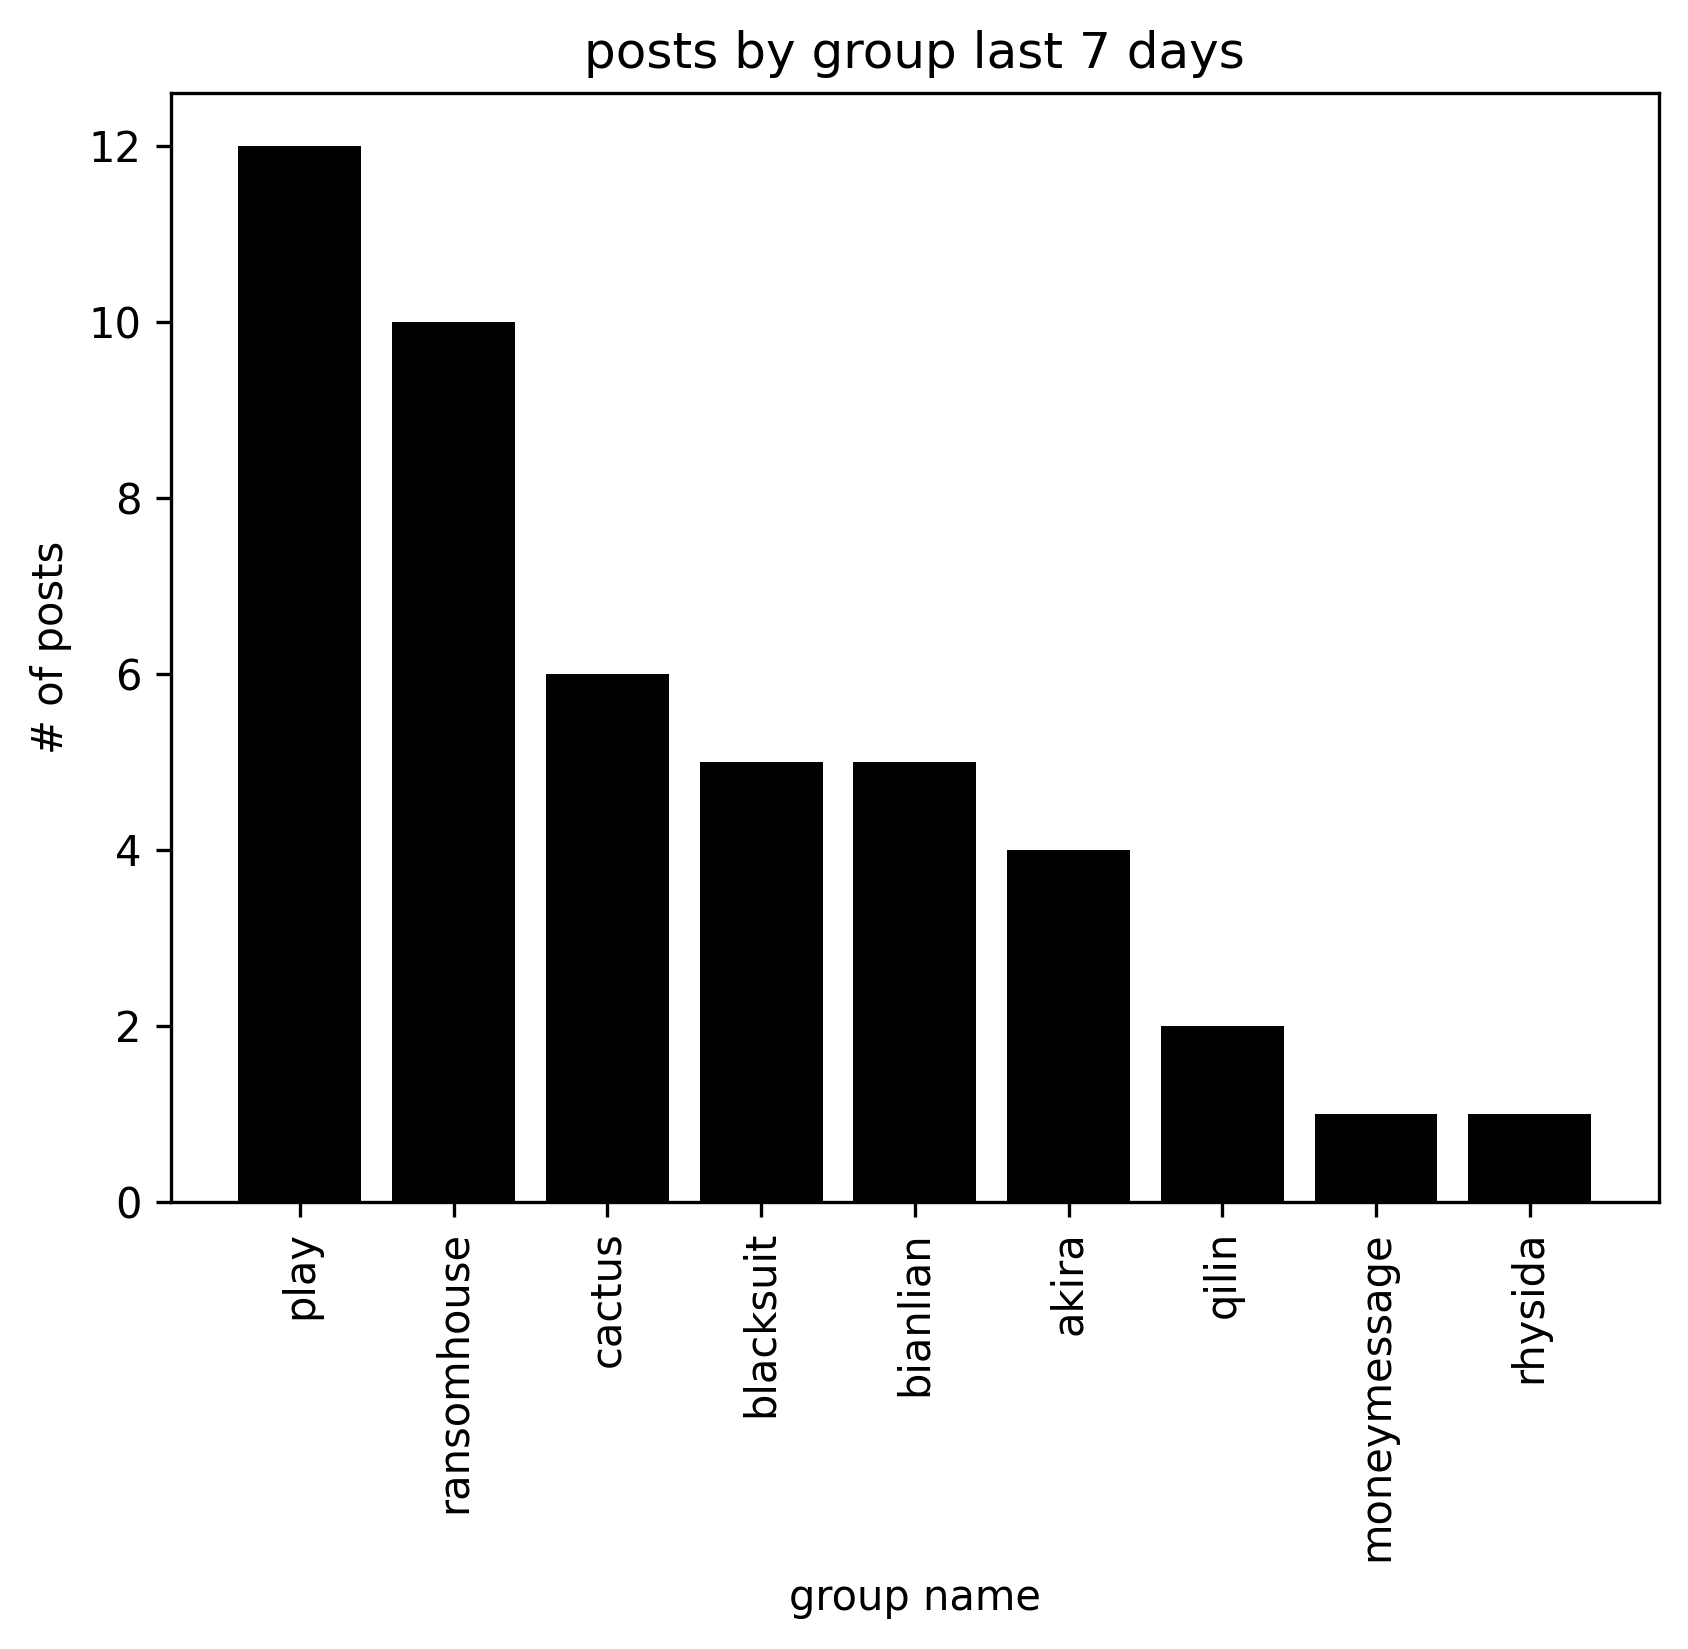 posts by group last 7 days
# of posts
12
10
8
6
4
2
0
play
ransomhouse
cactus
blacksuit
bianlian
akira
qilin
moneymessage
rhysida
group name